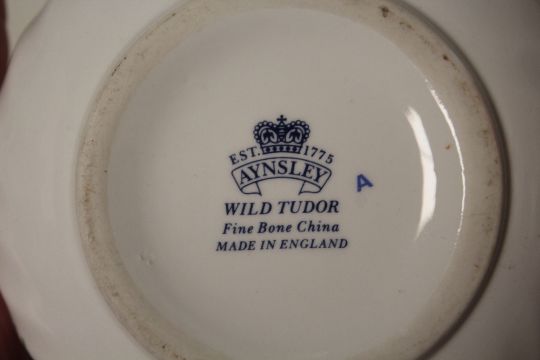 EST. 1775
AYNSLEY
A
WILD TUDOR
Fine Bone China
MADE IN ENGLAND